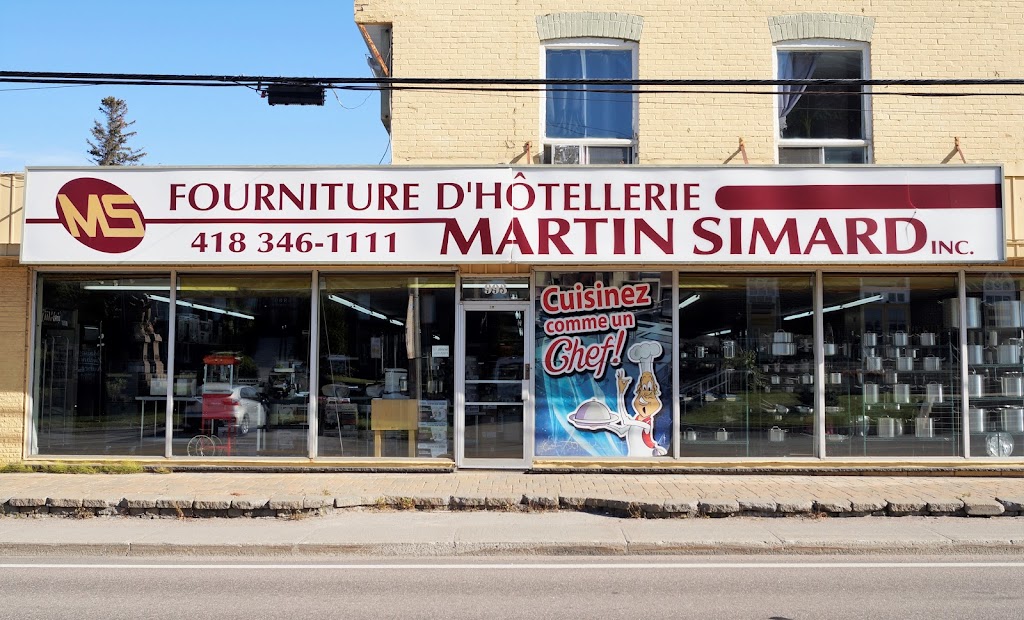 MS
FOURNITURE D'HÔTELLERIE
418 346-1111
MARTIN SIMARD INC.
Cuisinez
comme un
Chef!